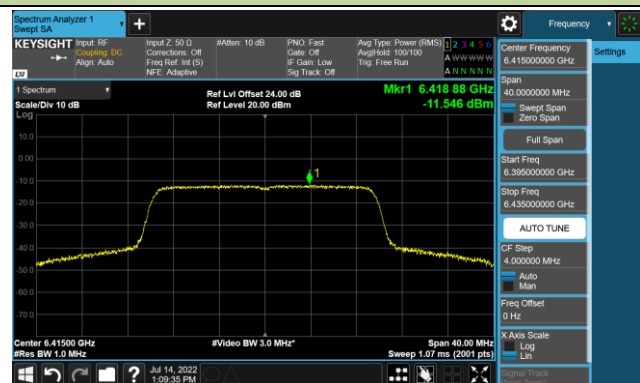 Spectrum Analyzer 1
Swept SA
+
Frequency
KEYSIGHT
Input: RF
Coupling: DC
Align: Auto
Input Z: 50 Ω
Corrections: Off
Freq Ref: Int (S)
NFE: Adaptive
#Atten: 10 dB
PNO: Fast
Gate: Off
IF Gain: Low
Sig Track: Off
Avg Type: Power (RMS)
Avg|Hold: 100/100
Trig: Free Run
1 2 3 4 5 6
A W W W W W
A N N N N N
LXI
1 Spectrum
Scale/Div 10 dB
Log
Ref Lvl Offset 24.00 dB
Ref Level 20.00 dBm
Mkr1 6.418 88 GHz
-11.546 dBm
10.0
0.00
-10.0
-20.0
-30.0
-40.0
-50.0
-60.0
-70.0
1
Center 6.41500 GHz
#Res BW 1.0 MHz
#Video BW 3.0 MHz*
Span 40.00 MHz
Sweep 1.07 ms (2001 pts)
Center Frequency
6.415000000 GHz
Settings
Span
40.0000000 MHz
Swept Span
Zero Span
Full Span
Start Freq
6.395000000 GHz
Stop Freq
6.435000000 GHz
AUTO TUNE
CF Step
4.000000 MHz
Auto
Man
Freq Offset
0 Hz
X Axis Scale
Log
Lin
Signal Track
?
Jul 14, 2022
1:09:35 PM